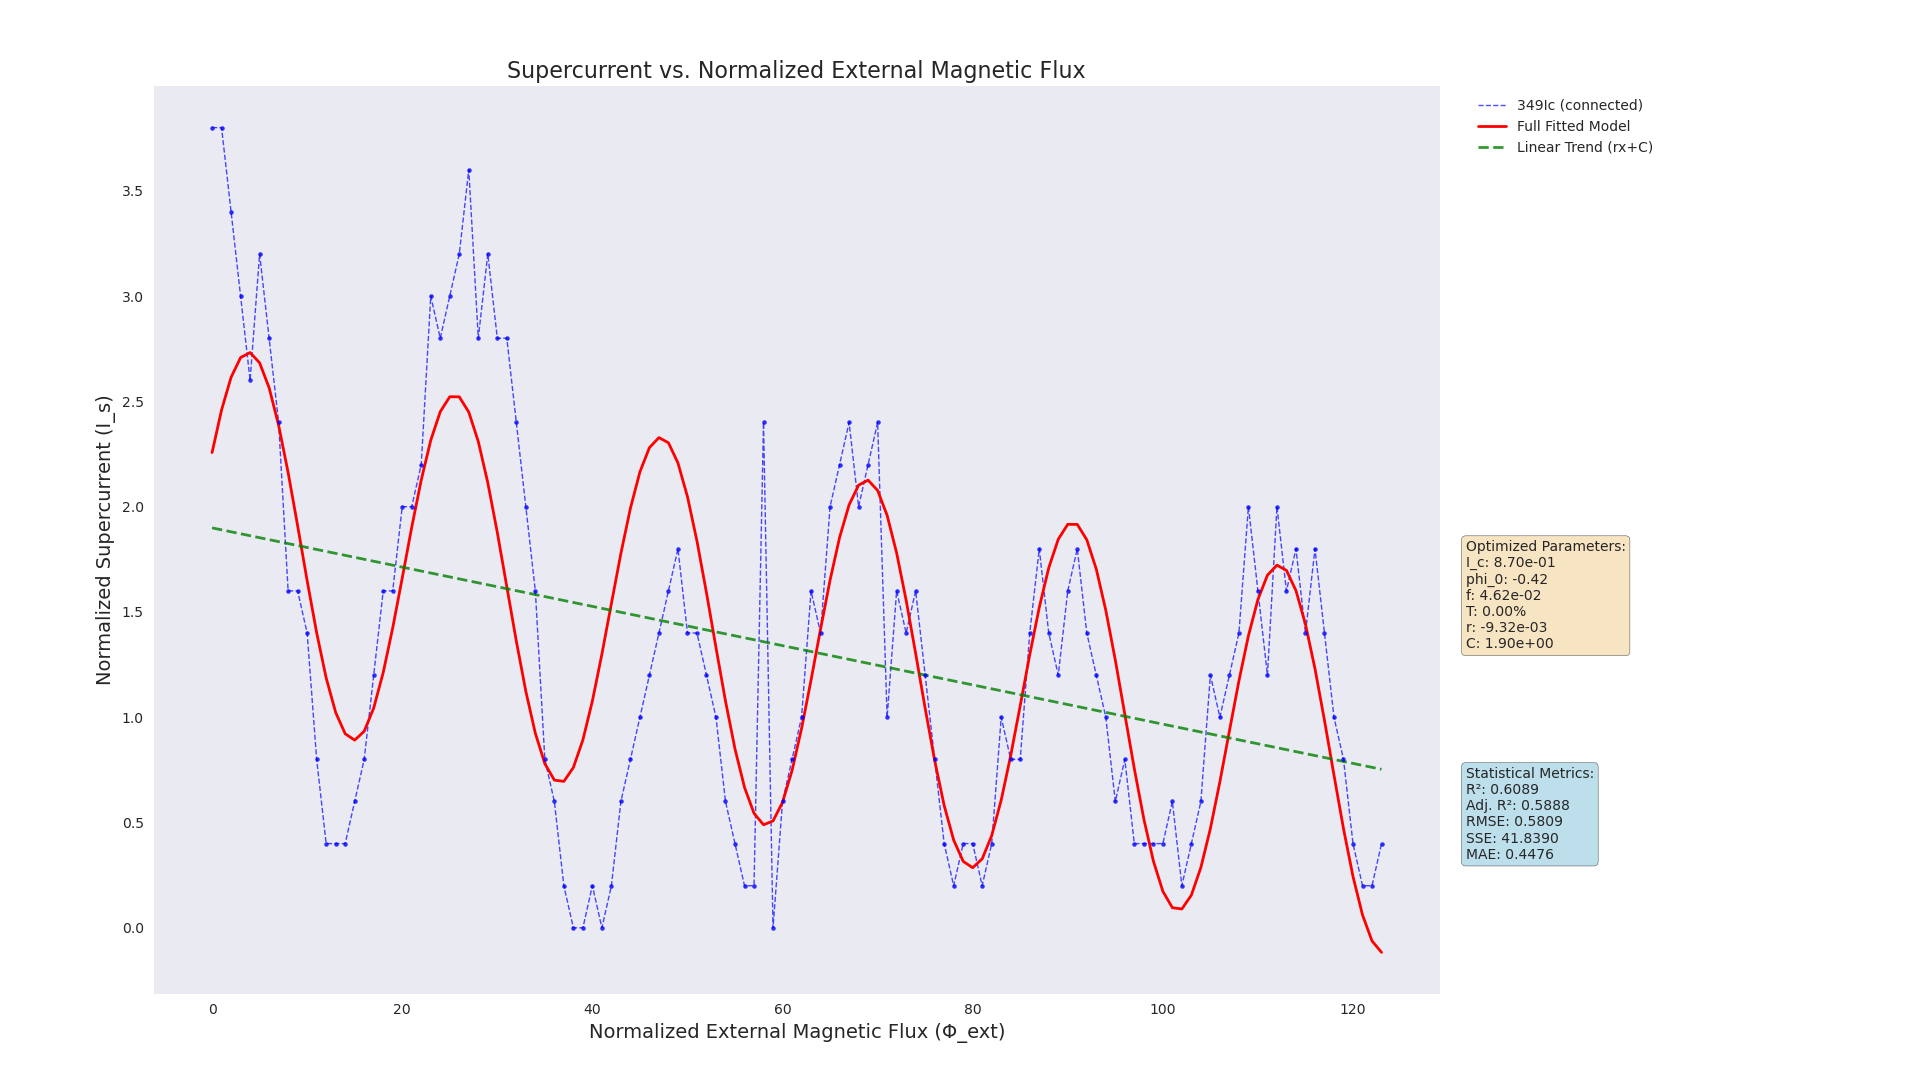 Supercurrent vs. Normalized External Magnetic Flux
349Ic (connected)
Full Fitted Model
Linear Trend (rx+C)
Normalized Supercurrent (I_s)
3.5
3.0
2.5
2.0
1.5
1.0
0.5
0.0
0 20 40 60 80 100 120
Normalized External Magnetic Flux (Φ_ext)
Optimized Parameters:
I_c: 8.70e-01
phi_0: -0.42
f: 4.62e-02
T: 0.00%
r: -9.32e-03
C: 1.90e+00
Statistical Metrics:
R²: 0.6089
Adj. R²: 0.5888
RMSE: 0.5809
SSE: 41.8390
MAE: 0.4476